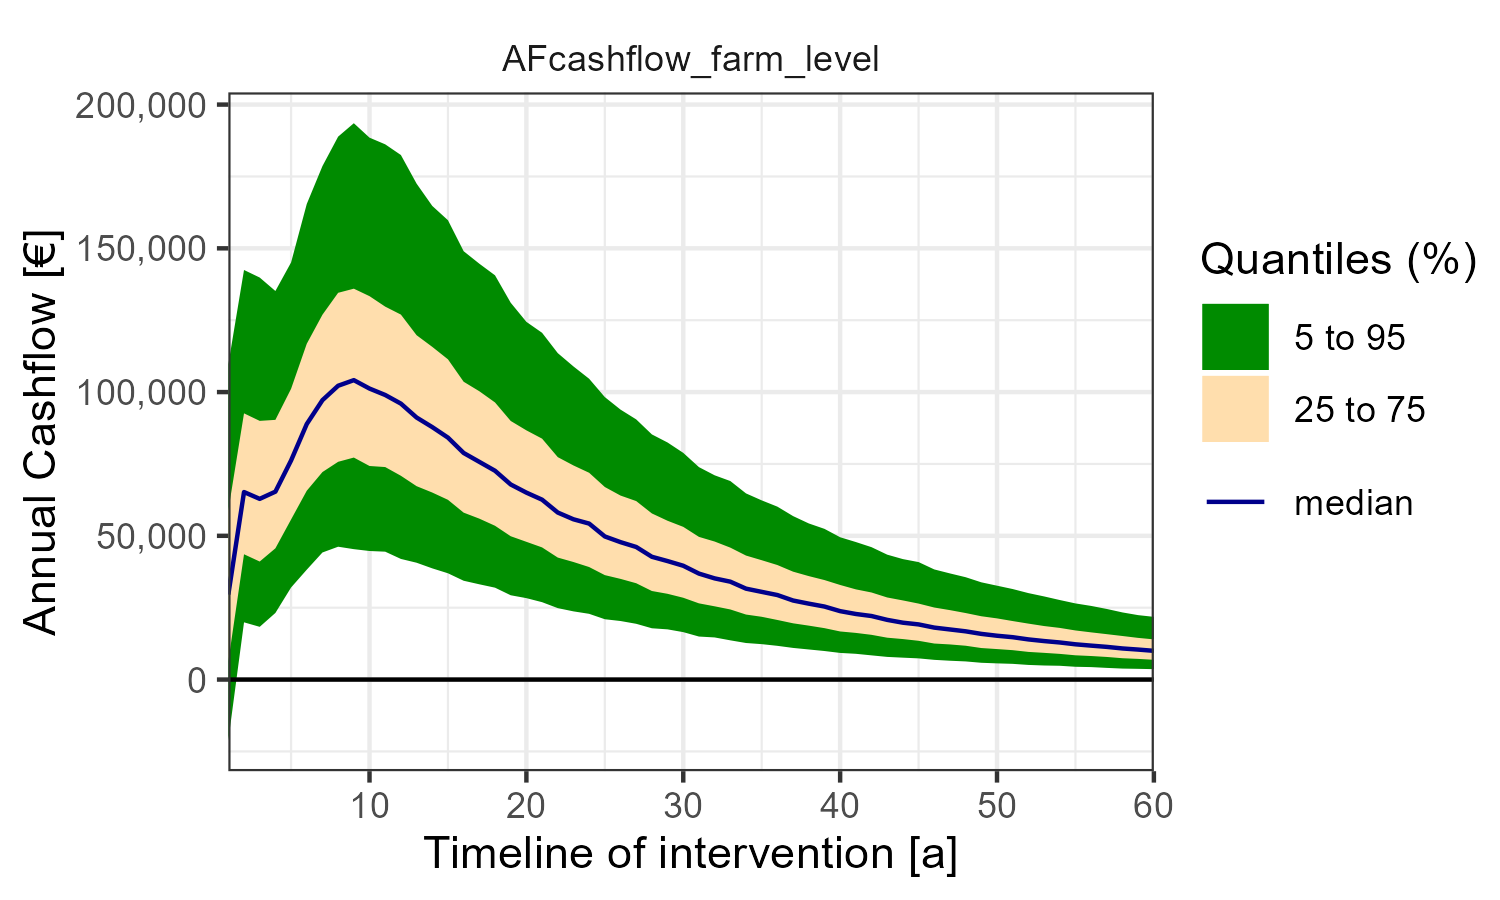 AFcashflow_farm_level
Annual Cashflow [€]
200,000
150,000
100,000
50,000
0
10 20 30 40 50 60
Timeline of intervention [a]
Quantiles (%)
5 to 95
25 to 75
median